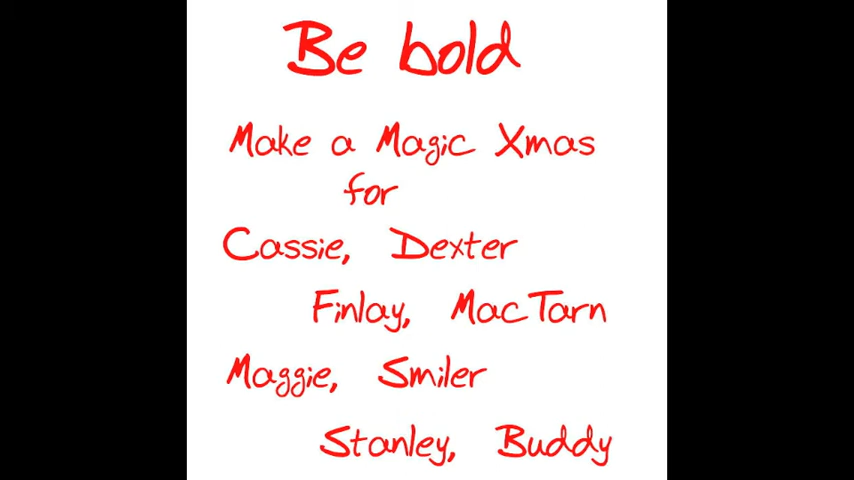 Be bold
Make a Magic Xmas
for
Cassie, Dexter
Finlay, MacTarn
Maggie, Smiler
Stanley, Buddy